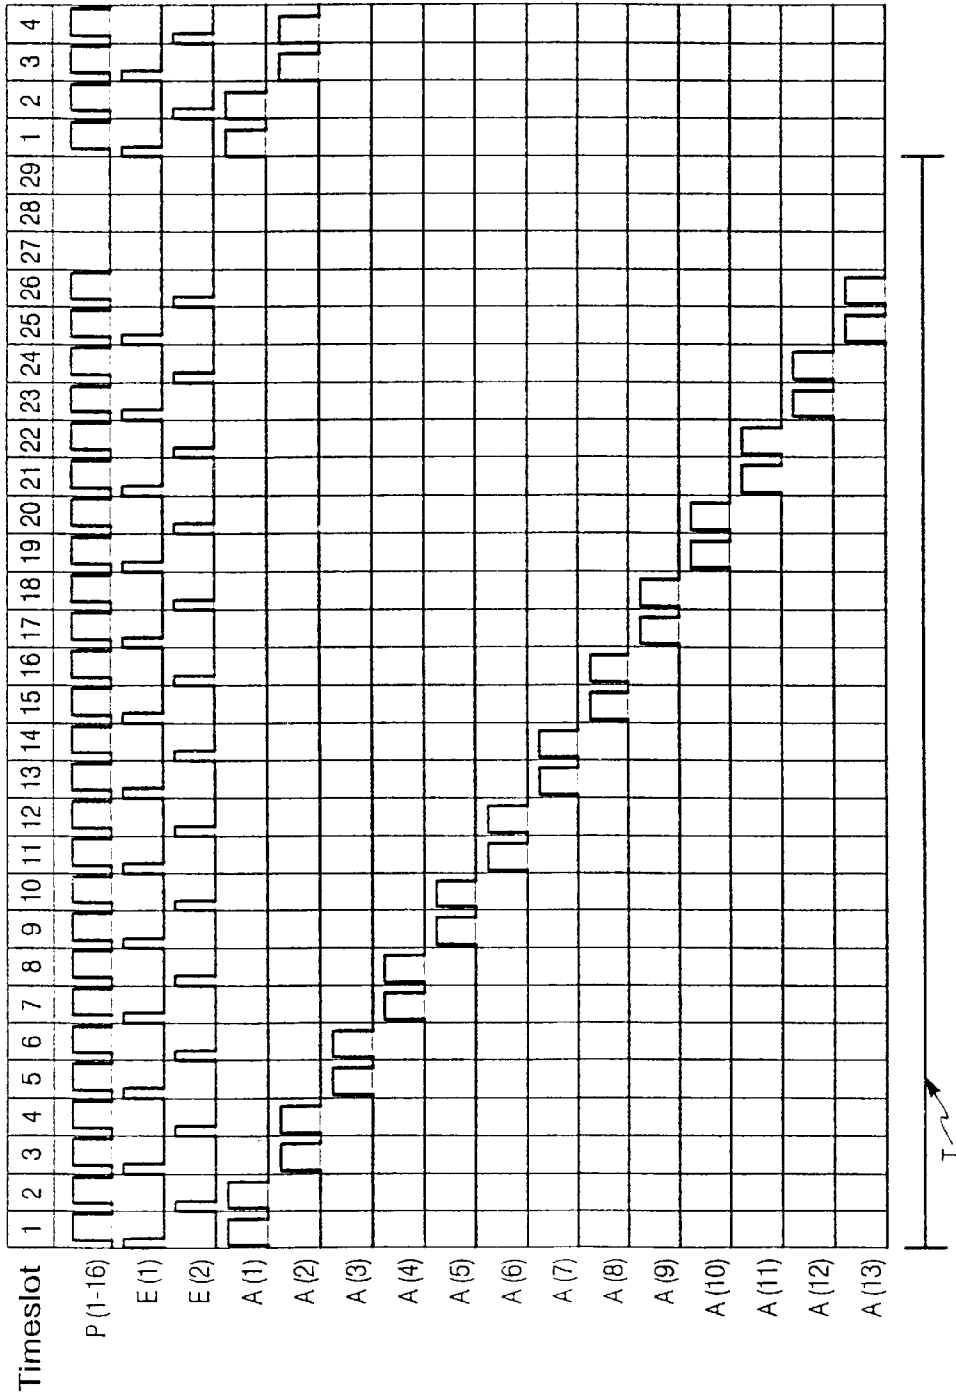 Timeslot 1 2 3 4 5 6 7 8 9 10 11 12 13 14 15 16 17 18 19 20 21 22 23 24 25 26 27 28 29 1 2 3 4
P (1-16)
E (1)
E (2)
A (1)
A (2)
A (3)
A (4)
A (5)
A (6)
A (7)
A (8)
A (9)
A (10)
A (11)
A (12)
A (13)
T